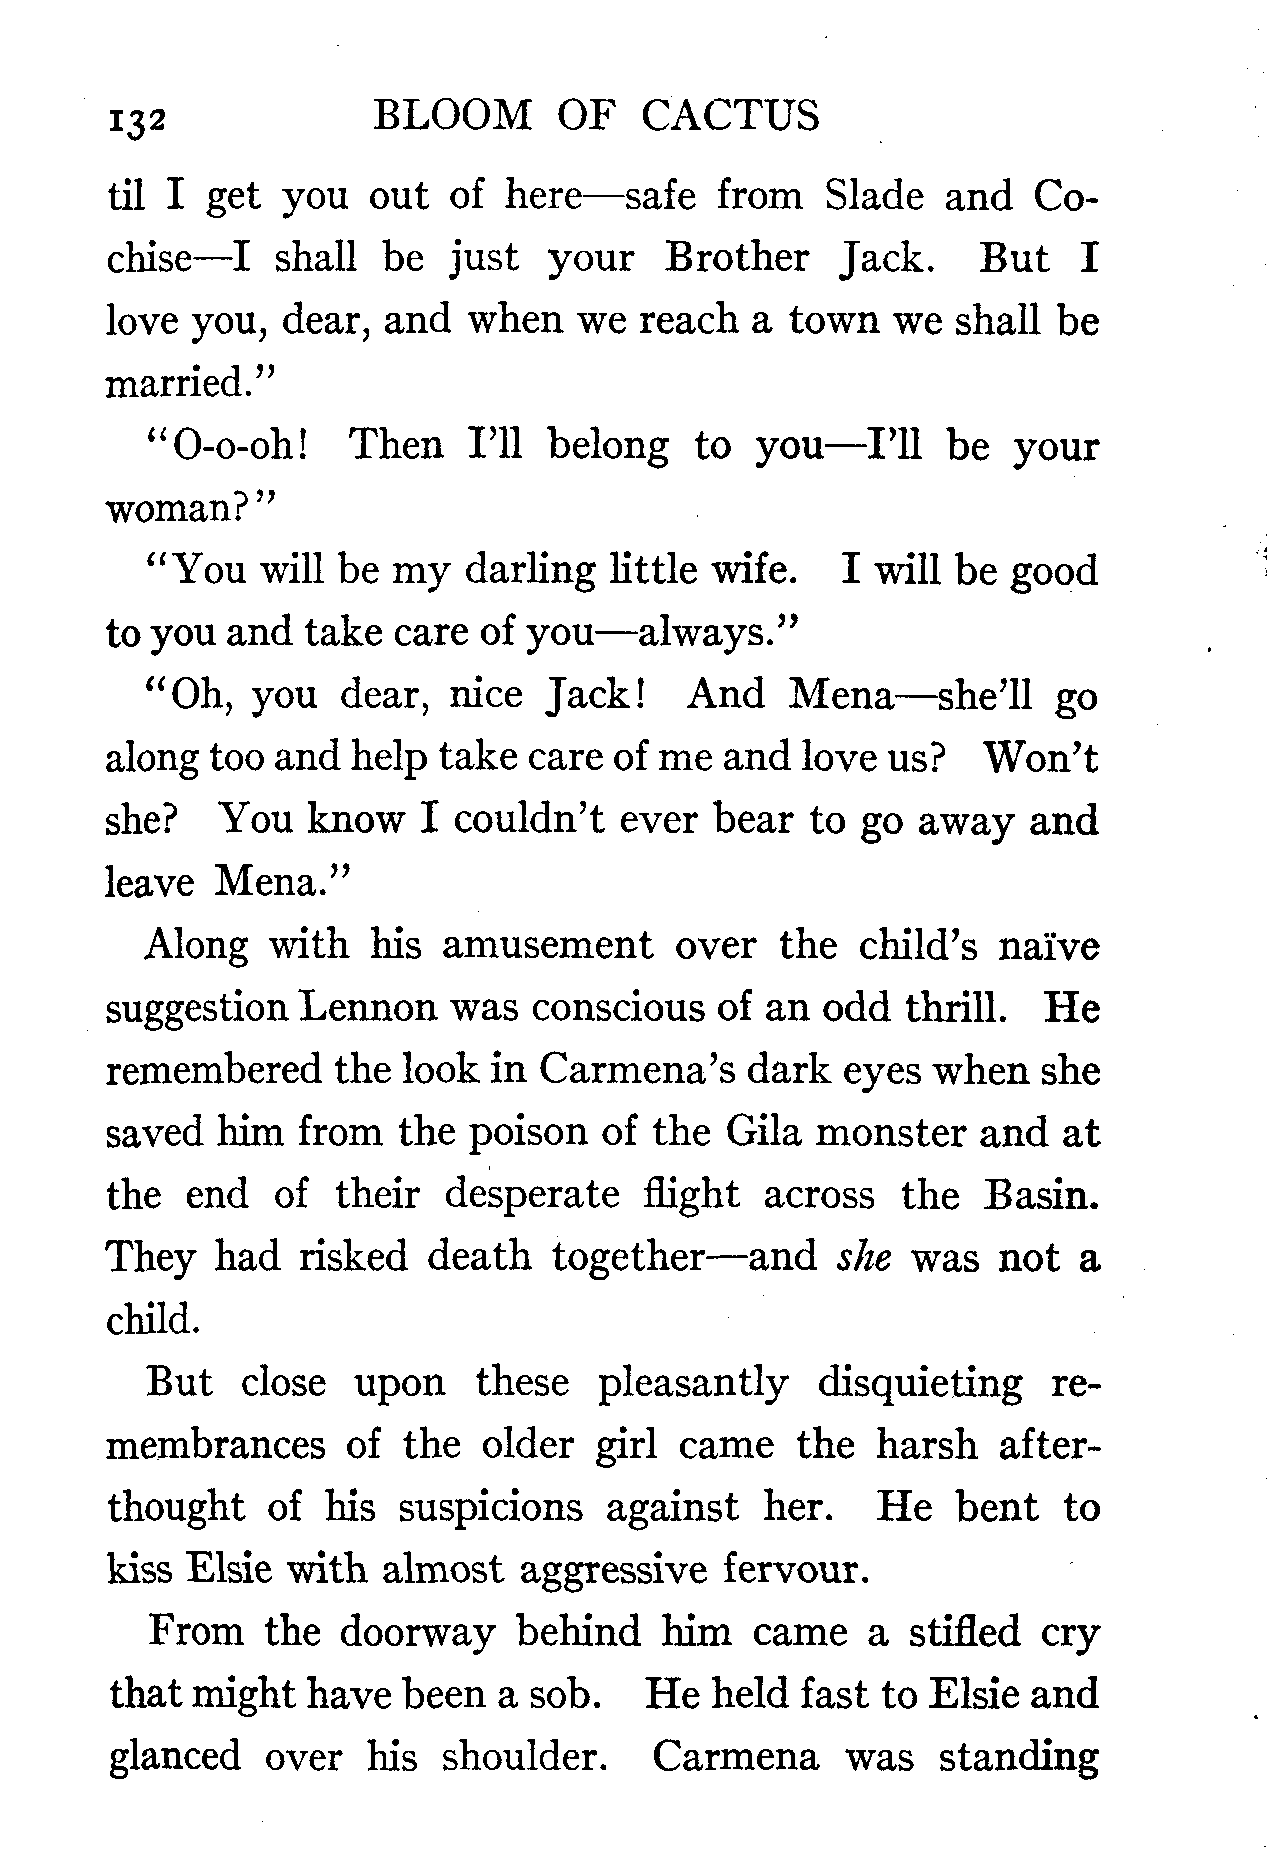 132 BLOOM OF CACTUS
til I get you out of here—safe from Slade and Co-
chise—I shall be just your Brother Jack. But I
love you, dear, and when we reach a town we shall be
married."
"O-o-oh! Then I'll belong to you—I'll be your
woman?"
"You will be my darling little wife. I will be good
to you and take care of you—always."
"Oh, you dear, nice Jack! And Mena—she'll go
along too and help take care of me and love us? Won't
she? You know I couldn't ever bear to go away and
leave Mena."
Along with his amusement over the child's naïve
suggestion Lennon was conscious of an odd thrill. He
remembered the look in Carmena's dark eyes when she
saved him from the poison of the Gila monster and at
the end of their desperate flight across the Basin.
They had risked death together—and she was not a
child.
But close upon these pleasantly disquieting re-
membrances of the older girl came the harsh after-
thought of his suspicions against her. He bent to
kiss Elsie with almost aggressive fervour.
From the doorway behind him came a stifled cry
that might have been a sob. He held fast to Elsie and
glanced over his shoulder. Carmena was standing